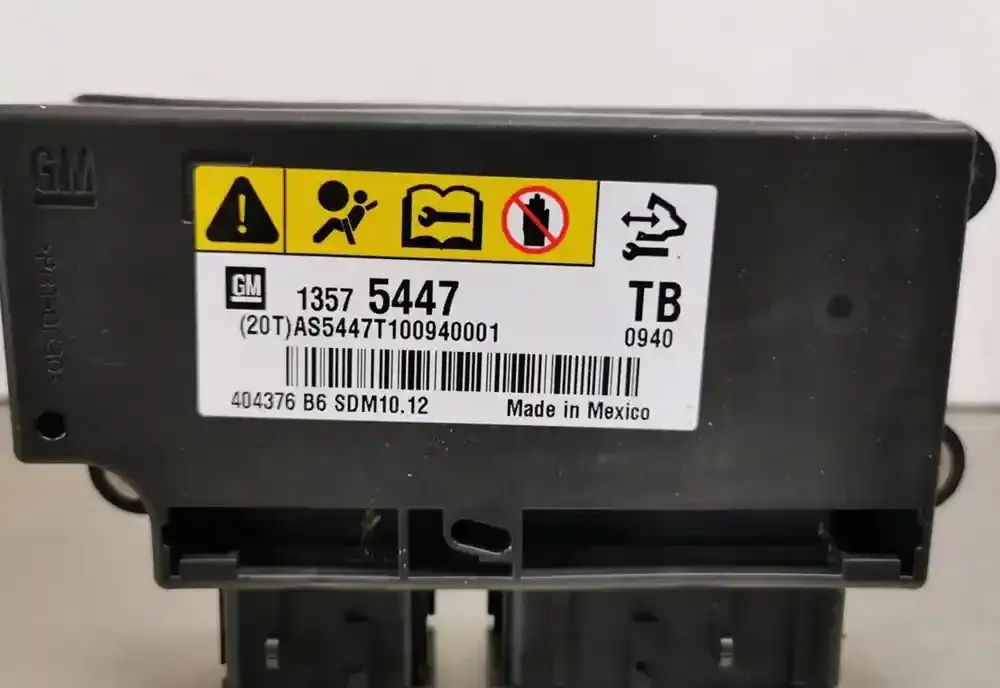 GM
GM 1357 5447 TB
(20T)AS5447T100940001 0940
404376 B6 SDM10.12 Made in Mexico